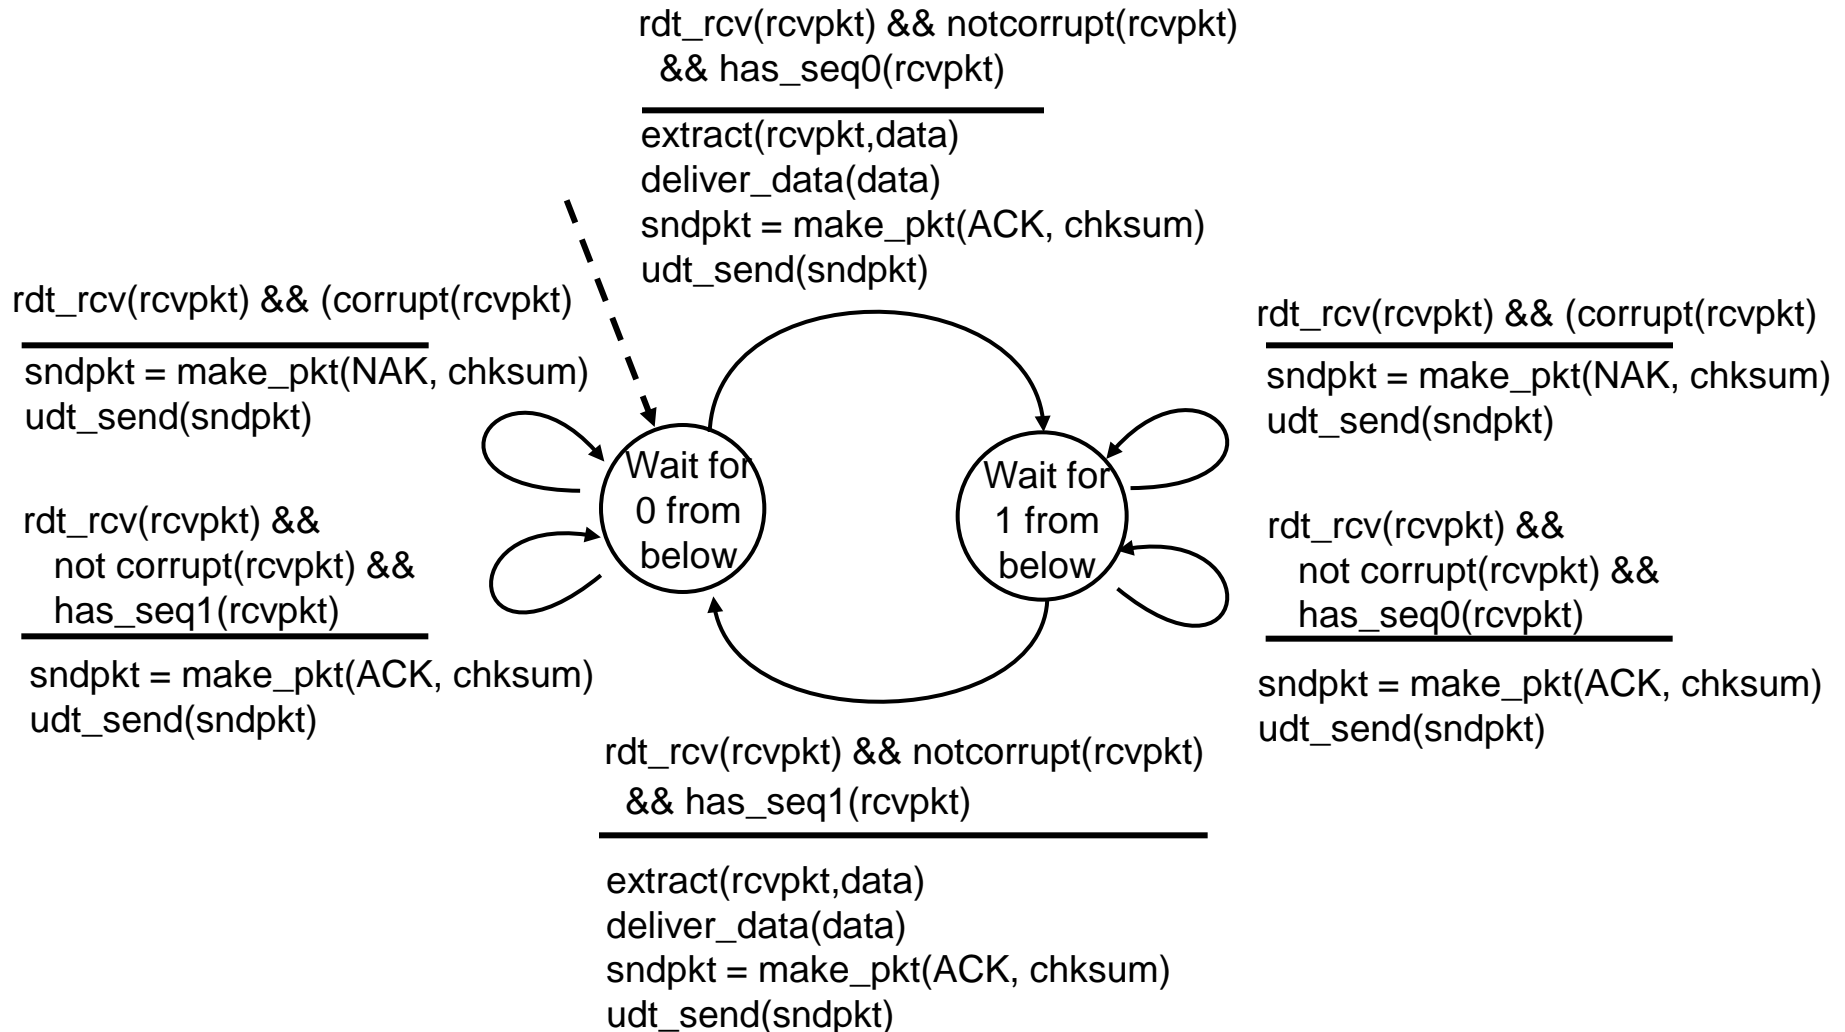 rdt_rcv(rcvpkt) && notcorrupt(rcvpkt)
&& has_seq0(rcvpkt)
extract(rcvpkt,data)
deliver_data(data)
sndpkt = make_pkt(ACK, chksum)
udt_send(sndpkt)
rdt_rcv(rcvpkt) && (corrupt(rcvpkt)
sndpkt = make_pkt(NAK, chksum)
udt_send(sndpkt)
rdt_rcv(rcvpkt) &&
not corrupt(rcvpkt) &&
has_seq1(rcvpkt)
sndpkt = make_pkt(ACK, chksum)
udt_send(sndpkt)
Wait for
0 from
below
Wait for
1 from
below
rdt_rcv(rcvpkt) && (corrupt(rcvpkt)
sndpkt = make_pkt(NAK, chksum)
udt_send(sndpkt)
rdt_rcv(rcvpkt) &&
not corrupt(rcvpkt) &&
has_seq0(rcvpkt)
sndpkt = make_pkt(ACK, chksum)
udt_send(sndpkt)
rdt_rcv(rcvpkt) && notcorrupt(rcvpkt)
&& has_seq1(rcvpkt)
extract(rcvpkt,data)
deliver_data(data)
sndpkt = make_pkt(ACK, chksum)
udt_send(sndpkt)